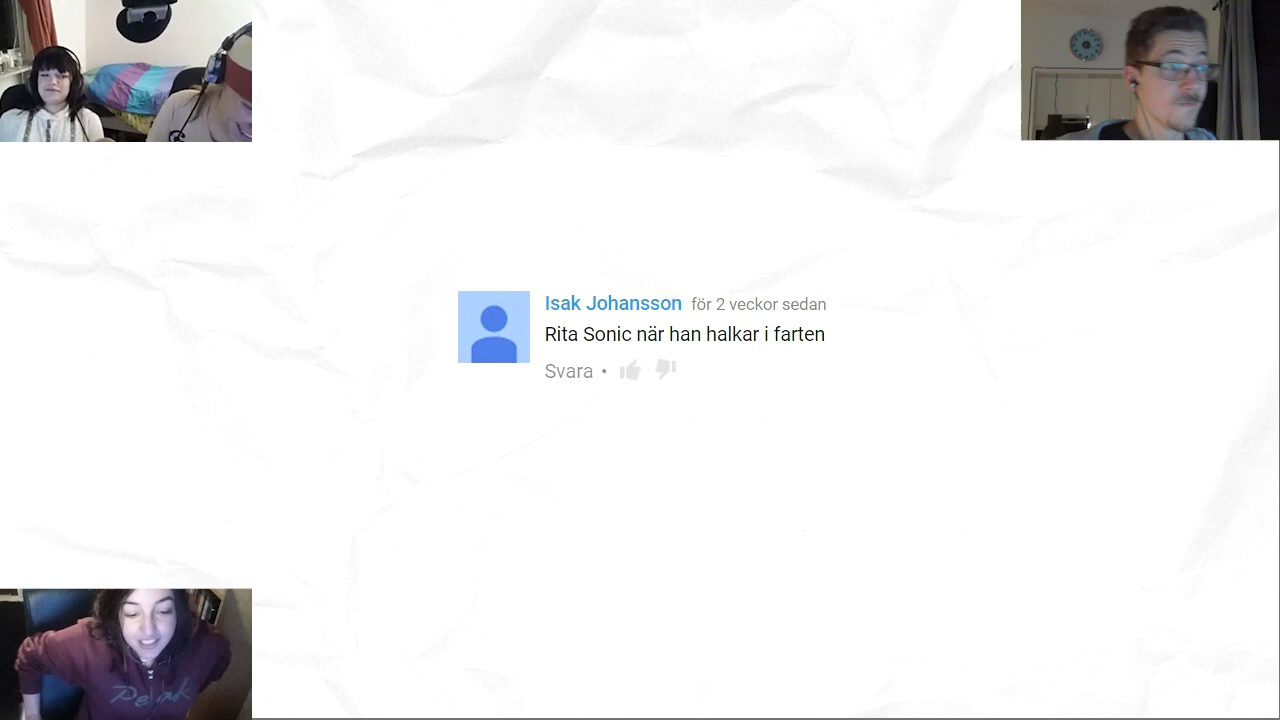 Isak Johansson för 2 veckor sedan
Rita Sonic när han halkar i farten
Svara •